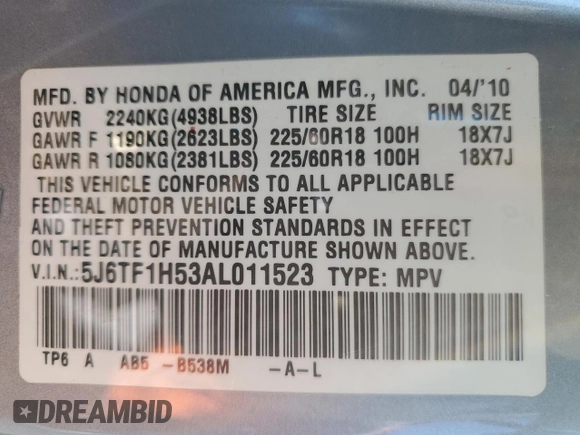 MFD. BY HONDA OF AMERICA MFG., INC. 04/'10
GVWR 2240KG(4938LBS) TIRE SIZE RIM SIZE
GAWR F 1190KG(2623LBS) 225/60R18 100H 18X7J
GAWR R 1080KG(2381LBS) 225/60R18 100H 18X7J
THIS VEHICLE CONFORMS TO ALL APPLICABLE
FEDERAL MOTOR VEHICLE SAFETY
AND THEFT PREVENTION STANDARDS IN EFFECT
ON THE DATE OF MANUFACTURE SHOWN ABOVE.
V.I.N.:5J6TF1H53AL011523 TYPE: MPV
TP6 A AB5 -B538M -A-L
DREAMBID